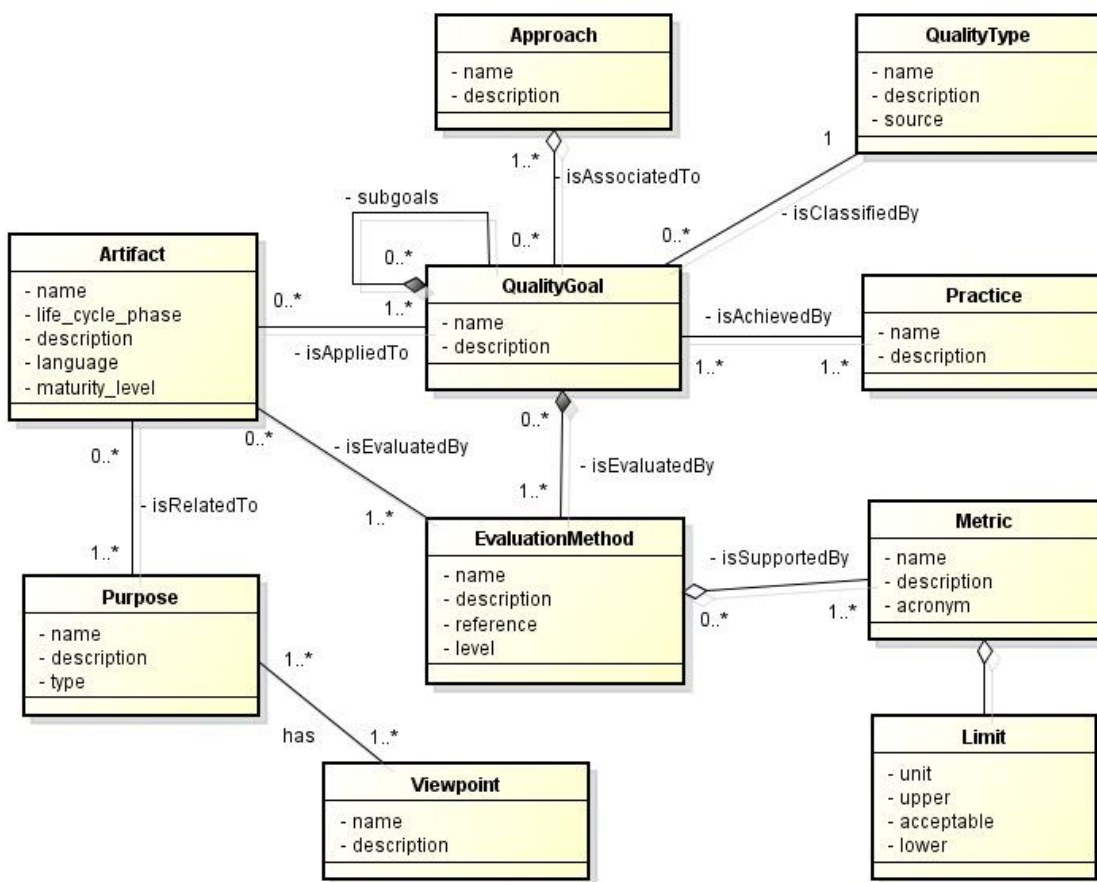 Approach
- name
- description
QualityType
- name
- description
- source
1..*
- isAssociatedTo
0..*
1
- isClassifiedBy
0..*
- subgoals
0..*
Artifact
- name
- life_cycle_phase
- description
- language
- maturity_level
0..*
1..*
- isAppliedTo
QualityGoal
- name
- description
- isAchievedBy
1..*
1..*
Practice
- name
- description
0..*
- isEvaluatedBy
1..*
0..*
- isEvaluatedBy
1..*
0..*
- isRelatedTo
1..*
EvaluationMethod
- name
- description
- reference
- level
- isSupportedBy
0..*
1..*
Metric
- name
- description
- acronym
Purpose
- name
- description
- type
1..*
has
1..*
Viewpoint
- name
- description
Limit
- unit
- upper
- acceptable
- lower